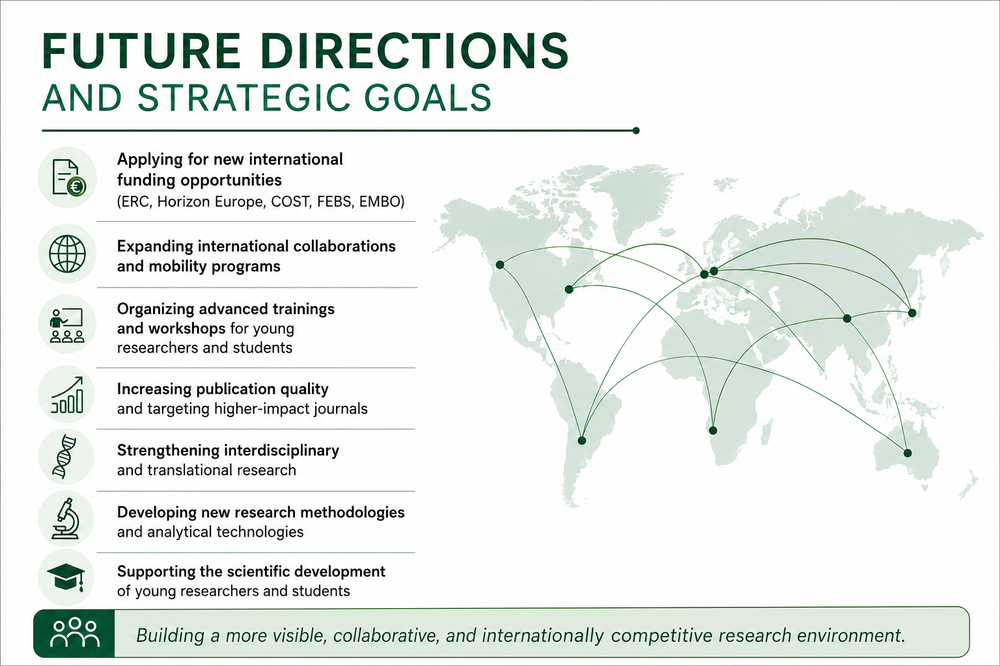 FUTURE DIRECTIONS
AND STRATEGIC GOALS
Applying for new international
funding opportunities
(ERC, Horizon Europe, COST, FEBS, EMBO)
Expanding international collaborations
and mobility programs
Organizing advanced trainings
and workshops for young
researchers and students
Increasing publication quality
and targeting higher-impact journals
Strengthening interdisciplinary
and translational research
Developing new research methodologies
and analytical technologies
Supporting the scientific development
of young researchers and students
Building a more visible, collaborative, and internationally competitive research environment.